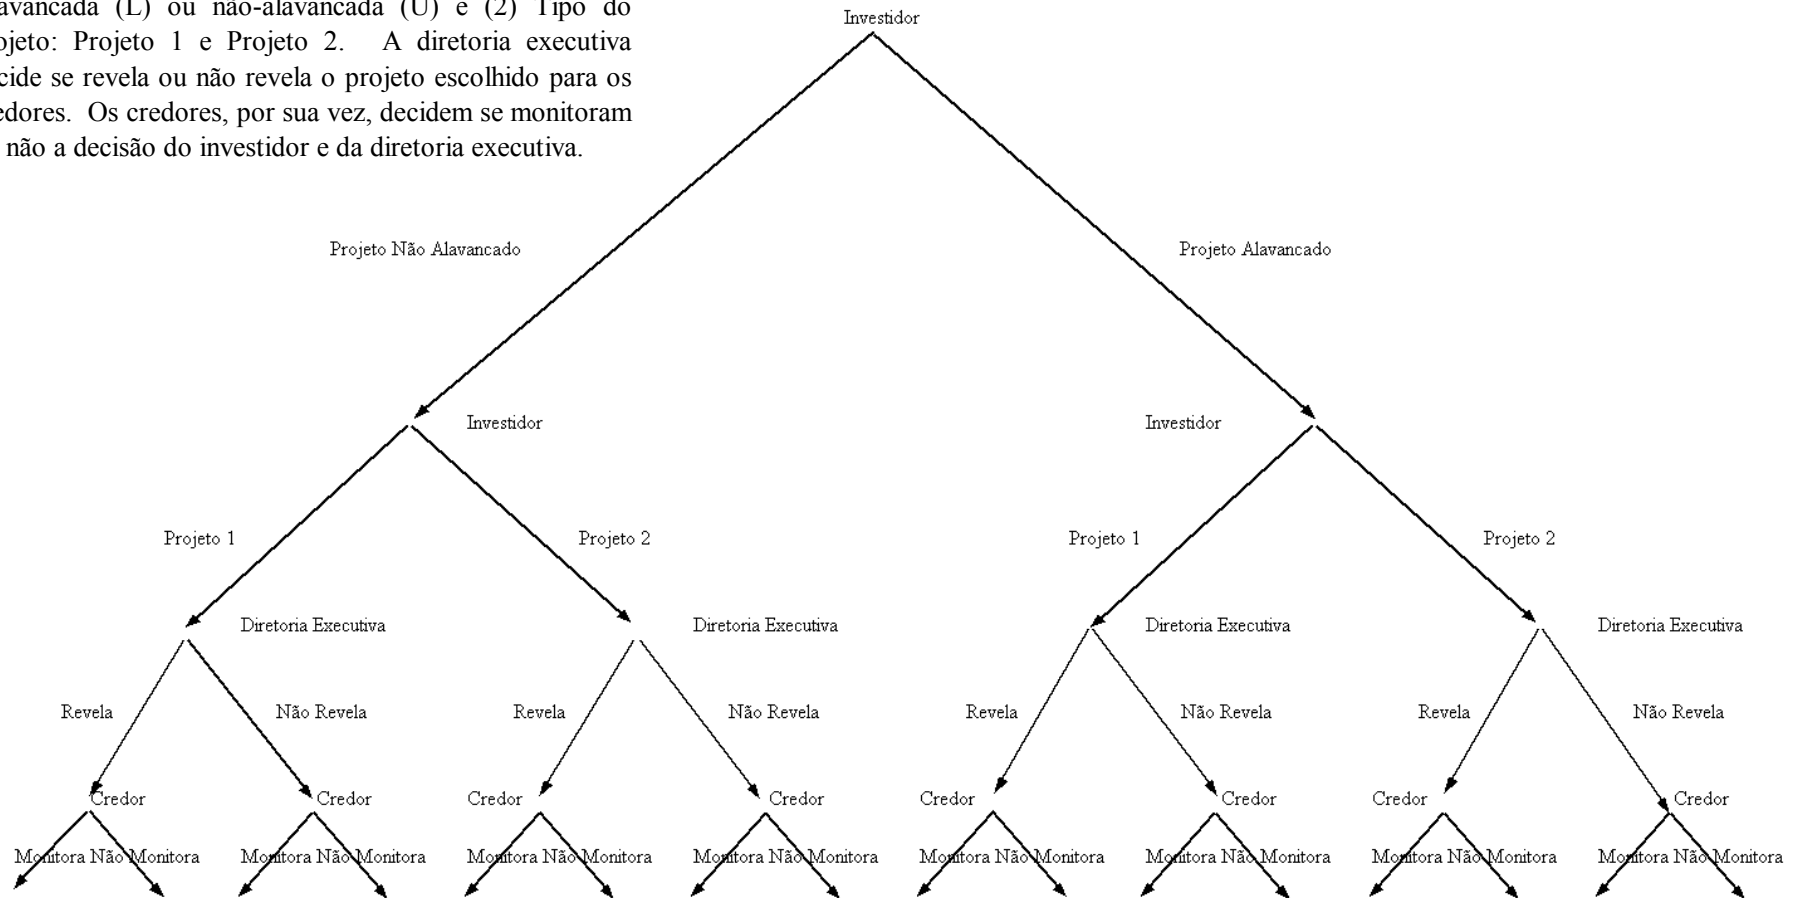 avancada (L) ou não-alavancada (U) e (2) Tipo do
ojeto: Projeto 1 e Projeto 2. A diretoria executiva
cide se revela ou não revela o projeto escolhido para os
edores. Os credores, por sua vez, decidem se monitoram
não a decisão do investidor e da diretoria executiva.
Investidor
Projeto Não Alavancado
Projeto Alavancado
Investidor
Investidor
Projeto 1
Projeto 2
Projeto 1
Projeto 2
Diretoria Executiva
Diretoria Executiva
Diretoria Executiva
Diretoria Executiva
Revela
Não Revela
Revela
Não Revela
Revela
Não Revela
Revela
Não Revela
Credor
Credor
Credor
Credor
Credor
Credor
Credor
Credor
Monitora Não Monitora
Monitora Não Monitora
Monitora Não Monitora
Monitora Não Monitora
Monitora Não Monitora
Monitora Não Monitora
Monitora Não Monitora
Monitora Não Monitora